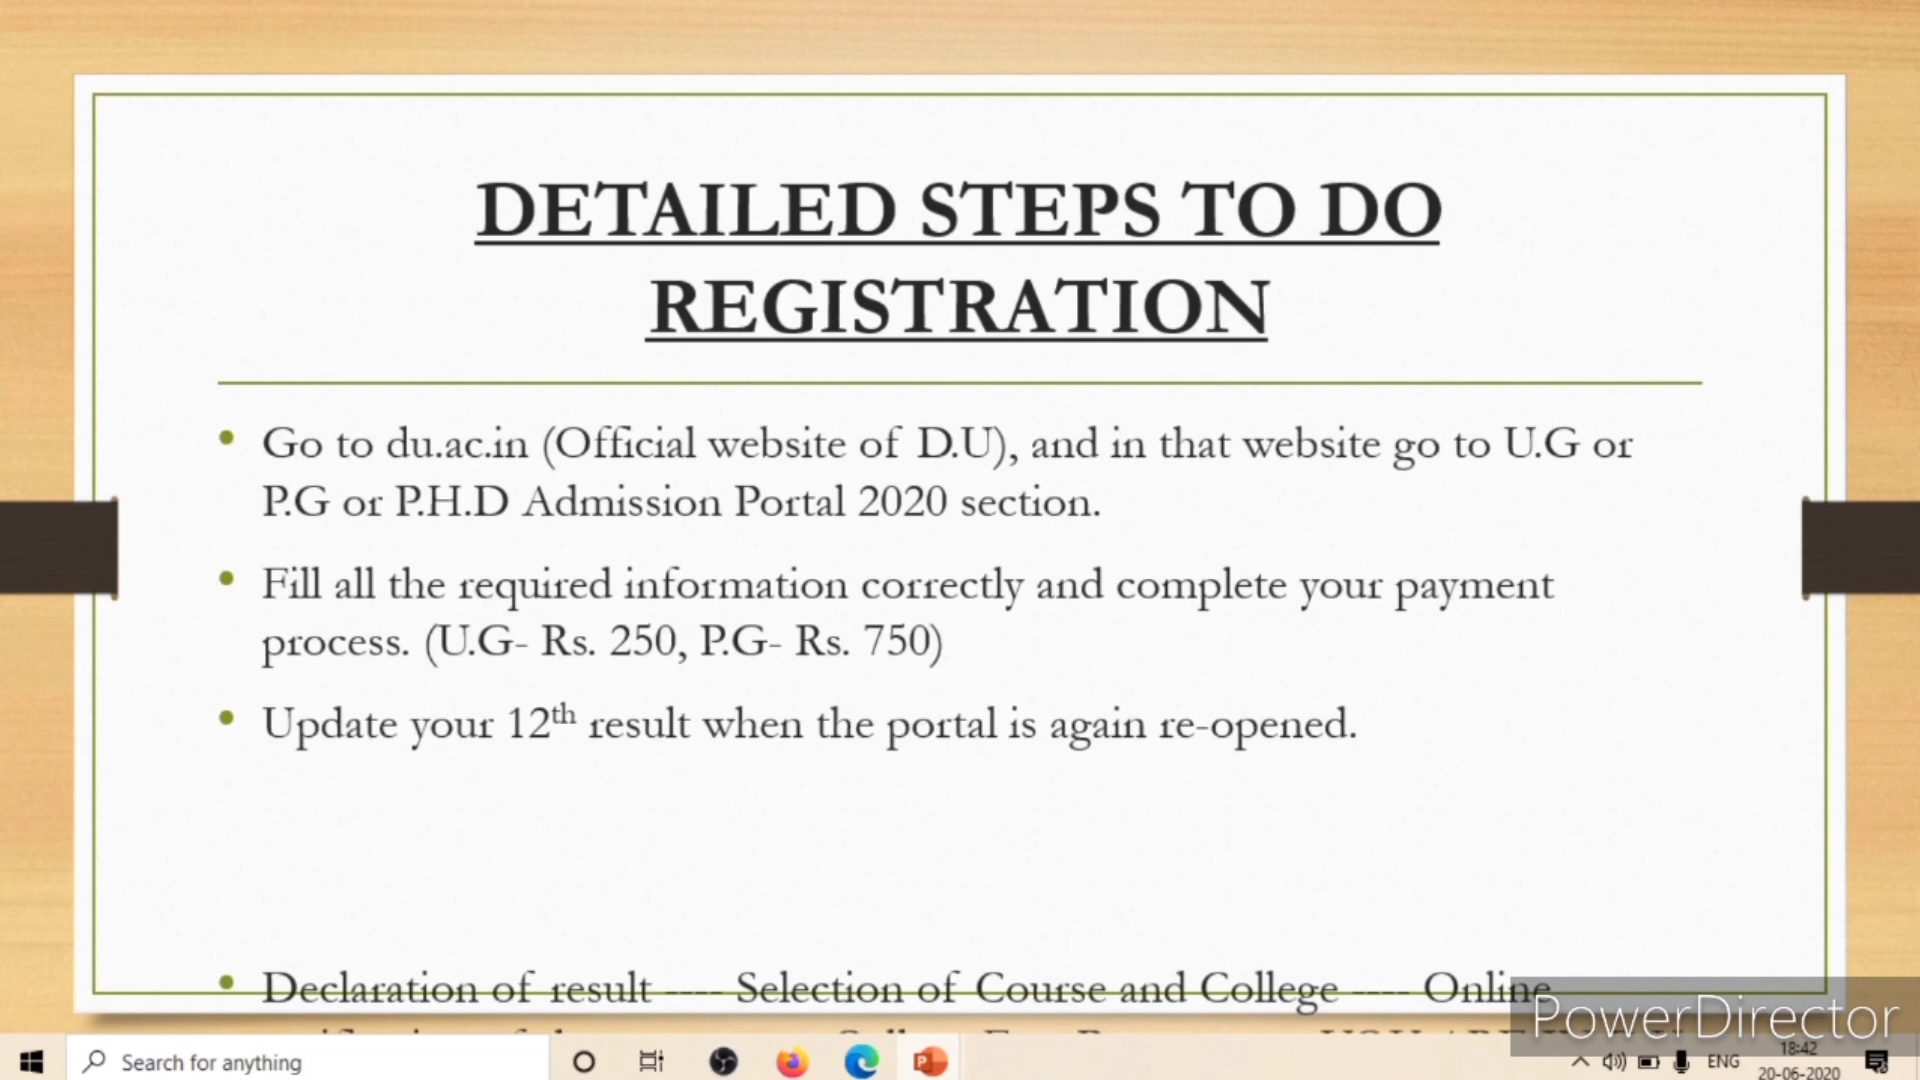 DETAILED STEPS TO DO
REGISTRATION
• Go to du.ac.in (Official website of D.U), and in that website go to U.G or
P.G or P.H.D Admission Portal 2020 section.
• Fill all the required information correctly and complete your payment
process. (U.G- Rs. 250, P.G- Rs. 750)
• Update your 12th result when the portal is again re-opened.
• Declaration of result ---- Selection of Course and College ---- Online
PowerDirector
Search for anything
ENG
18:42
20-06-2020